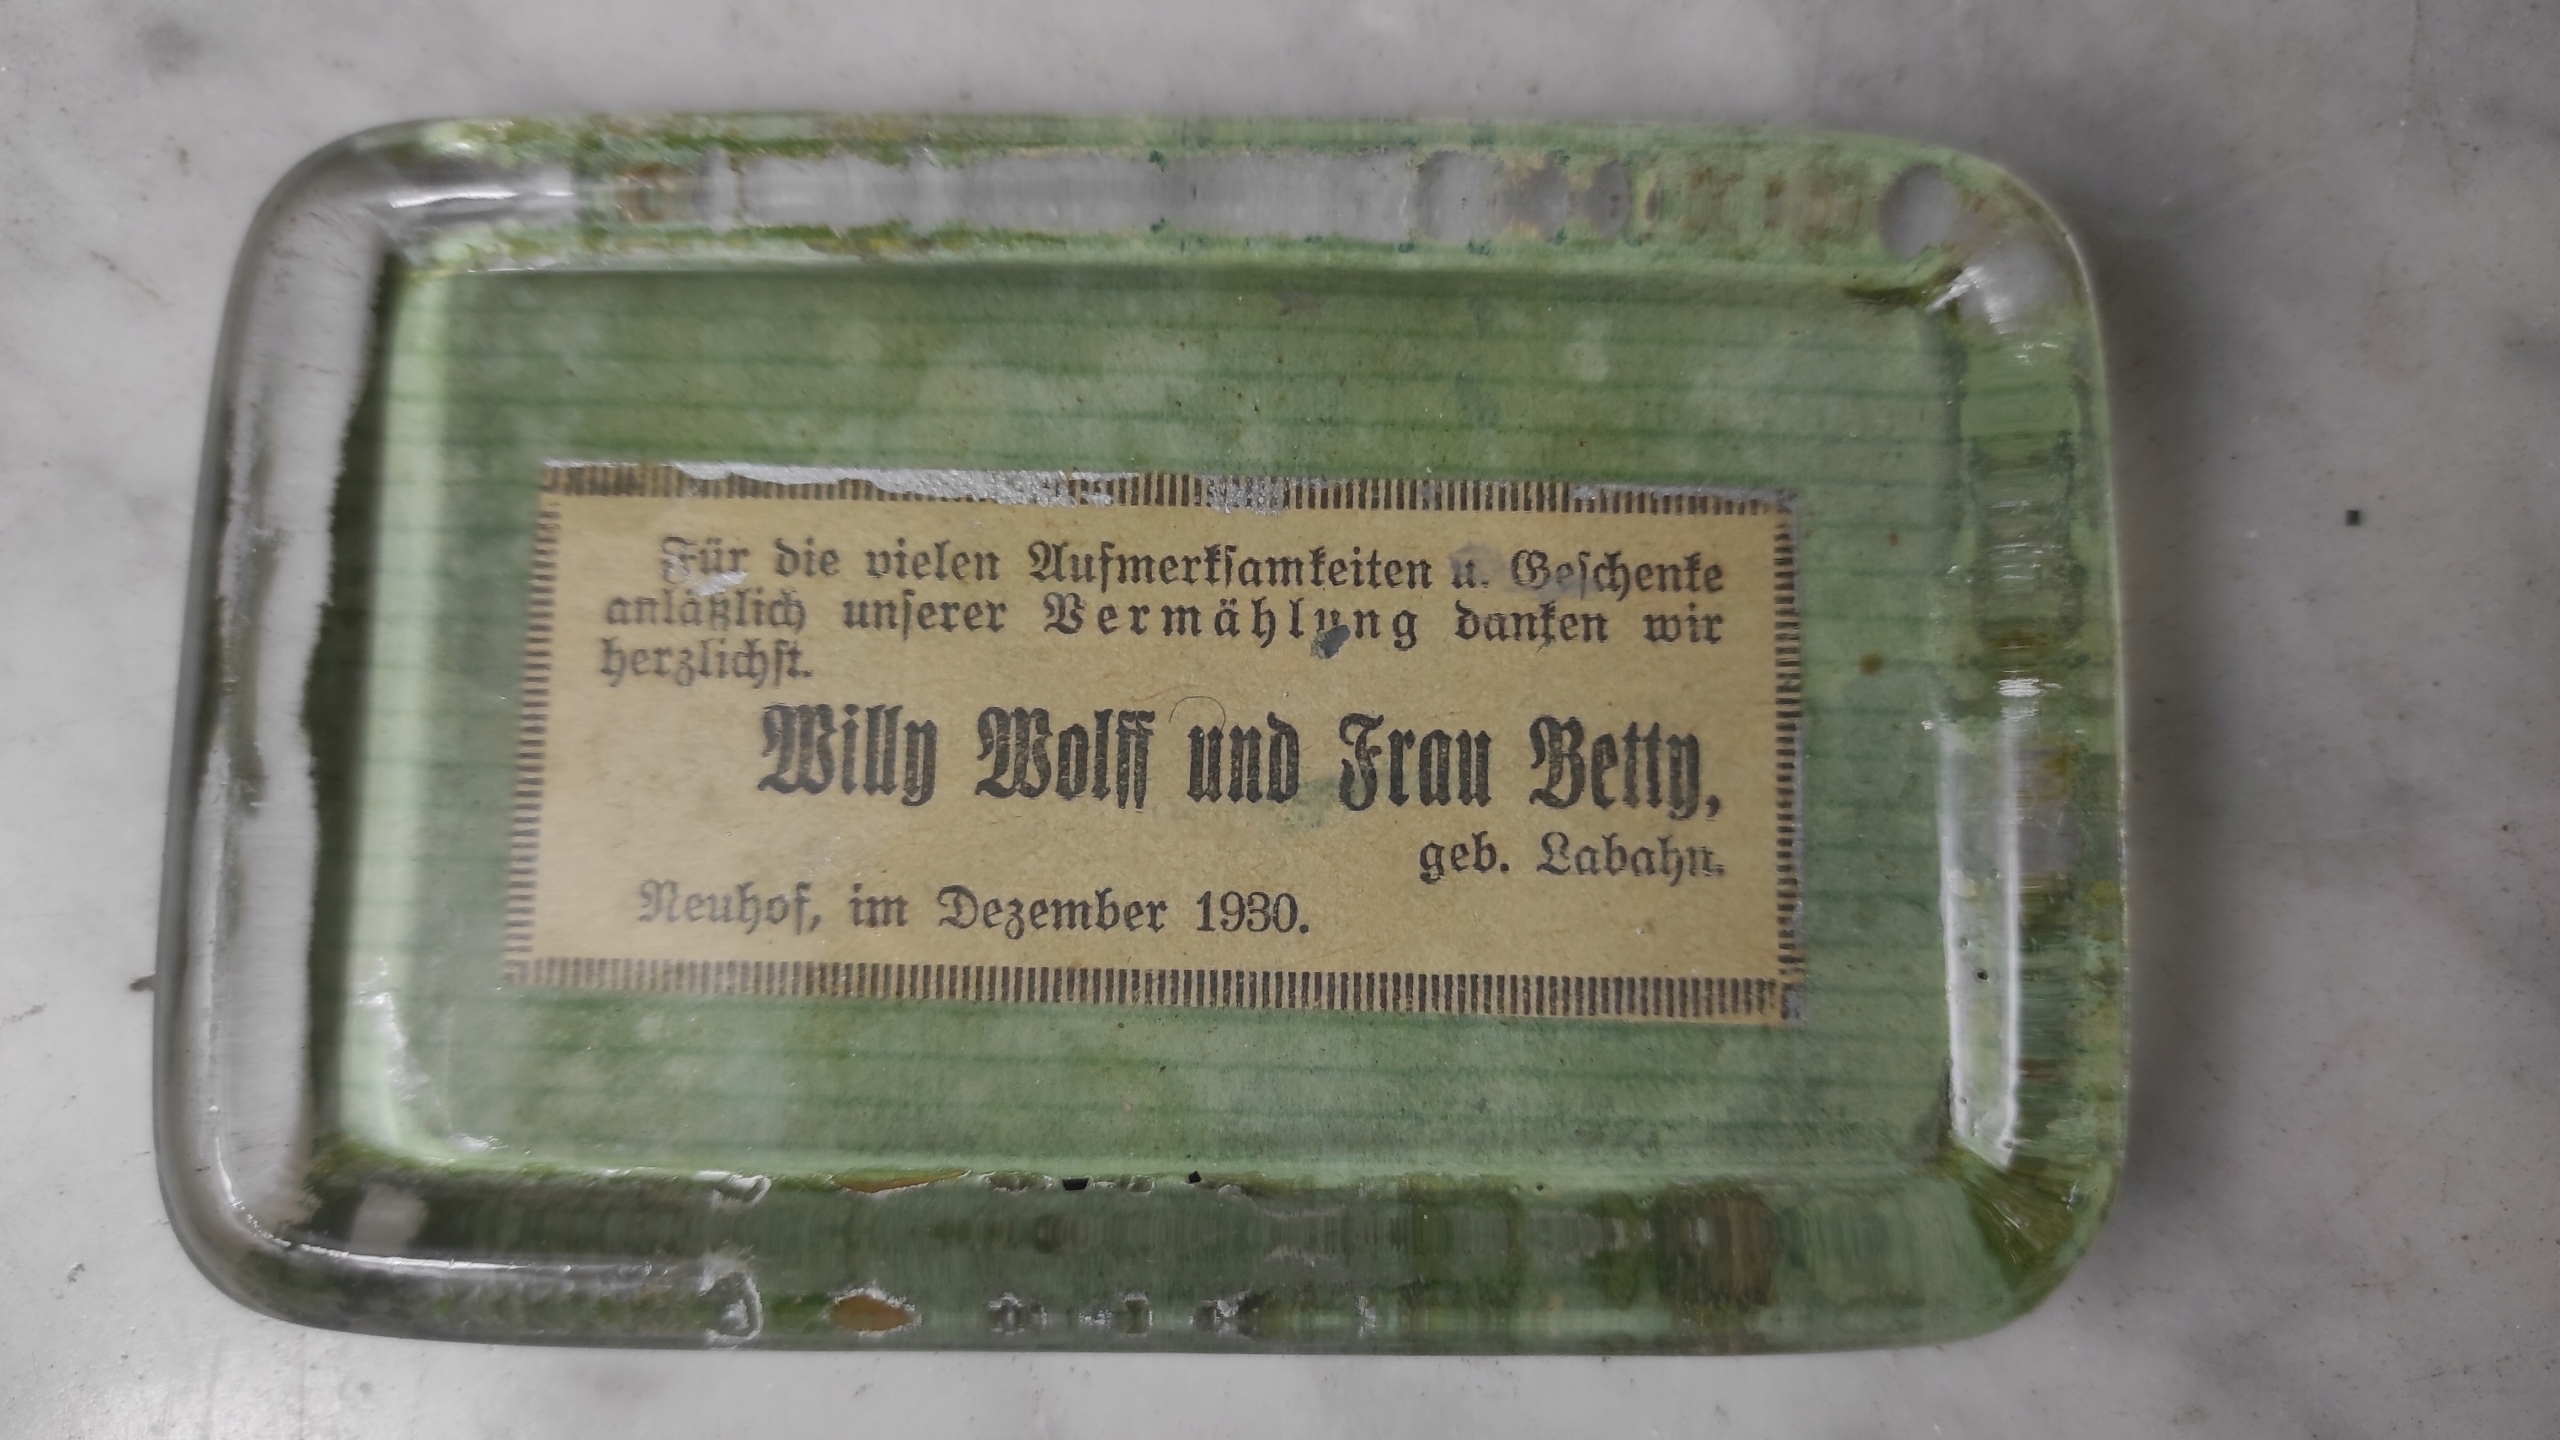 Für die vielen Aufmerksamkeiten u. Geschenke
anläßlich unserer Vermählung danken wir
herzlichst.
Willy Wolff und Frau Betty,
geb. Labahn.
Neuhof, im Dezember 1930.